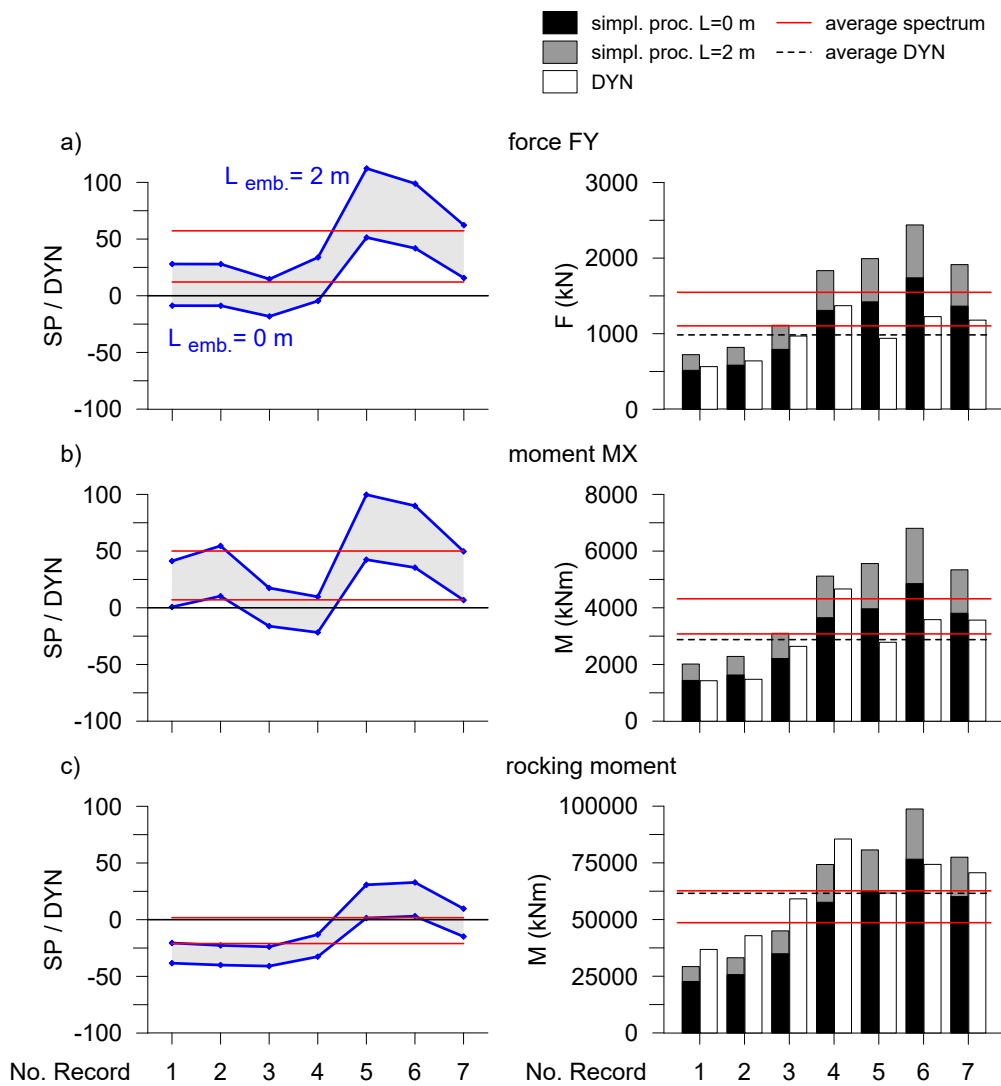 simpl. proc. L=0 m
average spectrum
simpl. proc. L=2 m
average DYN
DYN
a)
force FY
SP / DYN
100
50
0
-50
-100
L emb.= 2 m
L emb.= 0 m
F (kN)
3000
2000
1000
0
b)
moment MX
SP / DYN
100
50
0
-50
-100
M (kNm)
8000
6000
4000
2000
0
c)
rocking moment
SP / DYN
100
50
0
-50
-100
M (kNm)
100000
75000
50000
25000
0
No. Record 1 2 3 4 5 6 7
No. Record 1 2 3 4 5 6 7